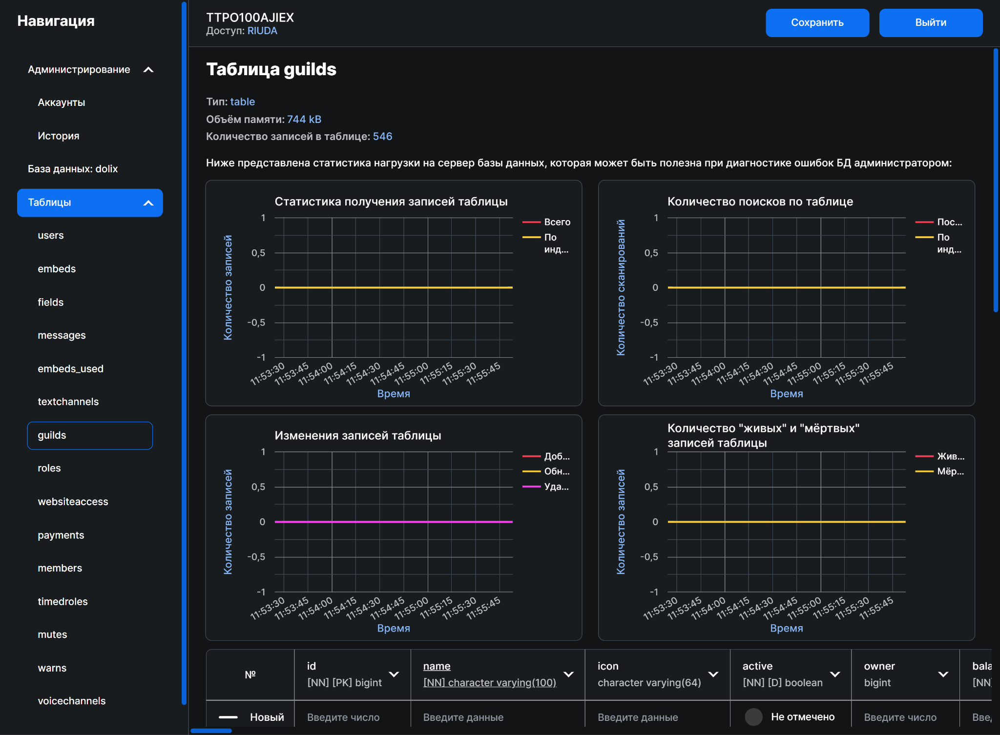 Навигация
Администрирование
Аккаунты
История
База данных: dolix
Таблицы
users
embeds
fields
messages
embeds_used
textchannels
guilds
roles
websiteaccess
payments
members
timedroles
mutes
warns
voicechannels
TTPO100AJIEX
Доступ: RIUDA
Сохранить
Выйти
Таблица guilds
Тип: table
Объём памяти: 744 kB
Количество записей в таблице: 546
Ниже представлена статистика нагрузки на сервер базы данных, которая может быть полезна при диагностике ошибок БД администратором:
Статистика получения записей таблицы
Количество записей
1
0,5
0
-0,5
-1
11:53:30 11:53:45 11:54:00 11:54:15 11:54:30 11:54:45 11:55:00 11:55:15 11:55:30 11:55:45
Время
Всего
По
инд...
Количество поисков по таблице
Количество сканирований
1
0,5
0
-0,5
-1
11:53:30 11:53:45 11:54:00 11:54:15 11:54:30 11:54:45 11:55:00 11:55:15 11:55:30 11:55:45
Время
Пос...
По
инд...
Изменения записей таблицы
Количество записей
1
0,5
0
-0,5
-1
11:53:30 11:53:45 11:54:00 11:54:15 11:54:30 11:54:45 11:55:00 11:55:15 11:55:30 11:55:45
Время
Доб...
Обн...
Уда...
Количество "живых" и "мёртвых"
записей таблицы
Количество записей
1
0,5
0
-0,5
-1
11:53:30 11:53:45 11:54:00 11:54:15 11:54:30 11:54:45 11:55:00 11:55:15 11:55:30 11:55:45
Время
Жив...
Мёр...
№
id
[NN] [PK] bigint
name
[NN] character varying(100)
icon
character varying(64)
active
[NN] [D] boolean
owner
bigint
bala
[NN]
Новый
Введите число
Введите данные
Введите данные
Не отмечено
Введите число
Введ